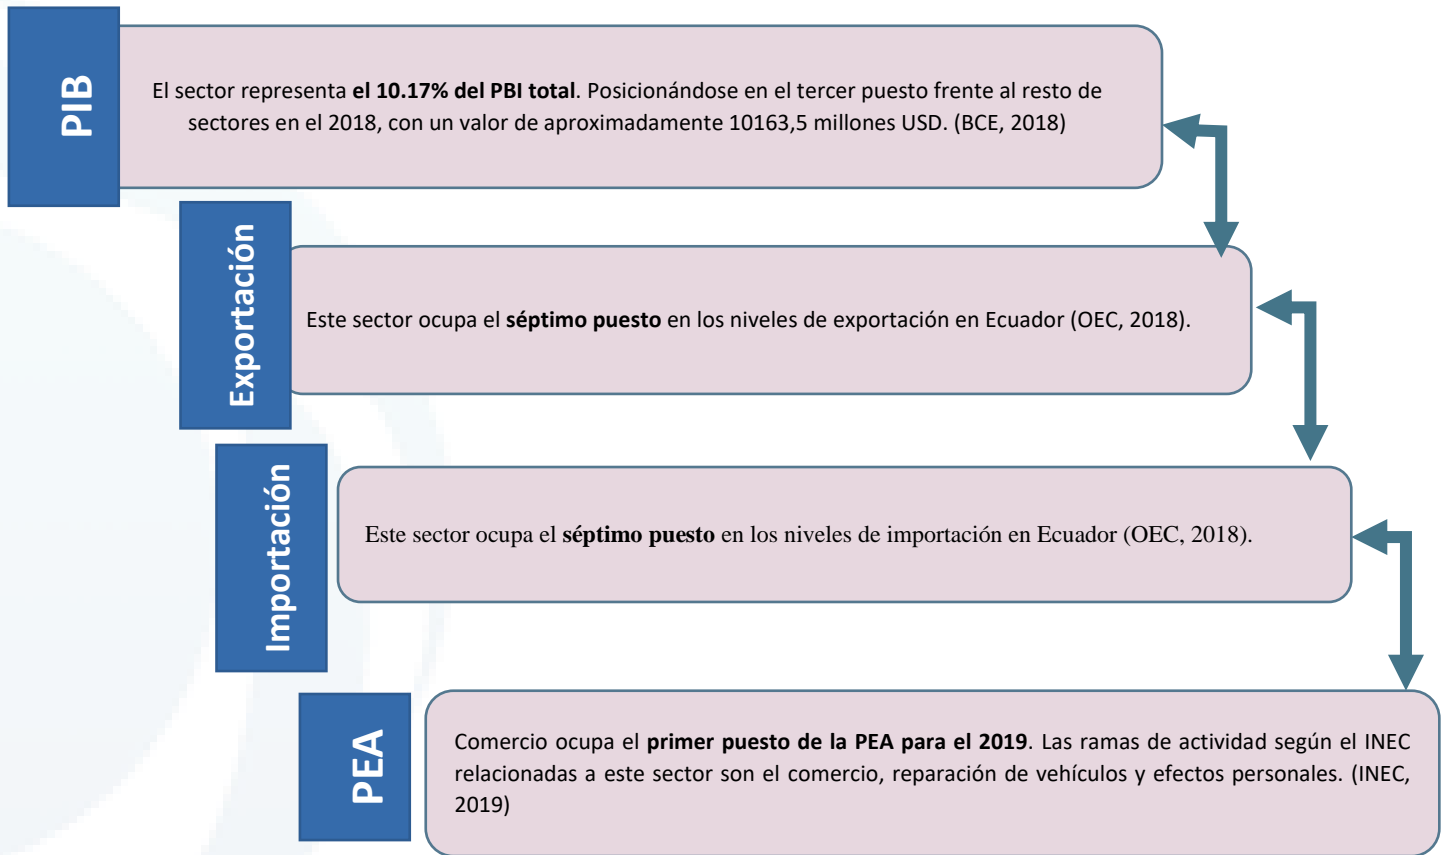 PIB
El sector representa el 10.17% del PBI total. Posicionándose en el tercer puesto frente al resto de
sectores en el 2018, con un valor de aproximadamente 10163,5 millones USD. (BCE, 2018)
Exportación
Este sector ocupa el séptimo puesto en los niveles de exportación en Ecuador (OEC, 2018).
Importación
Este sector ocupa el séptimo puesto en los niveles de importación en Ecuador (OEC, 2018).
PEA
Comercio ocupa el primer puesto de la PEA para el 2019. Las ramas de actividad según el INEC
relacionadas a este sector son el comercio, reparación de vehículos y efectos personales. (INEC,
2019)